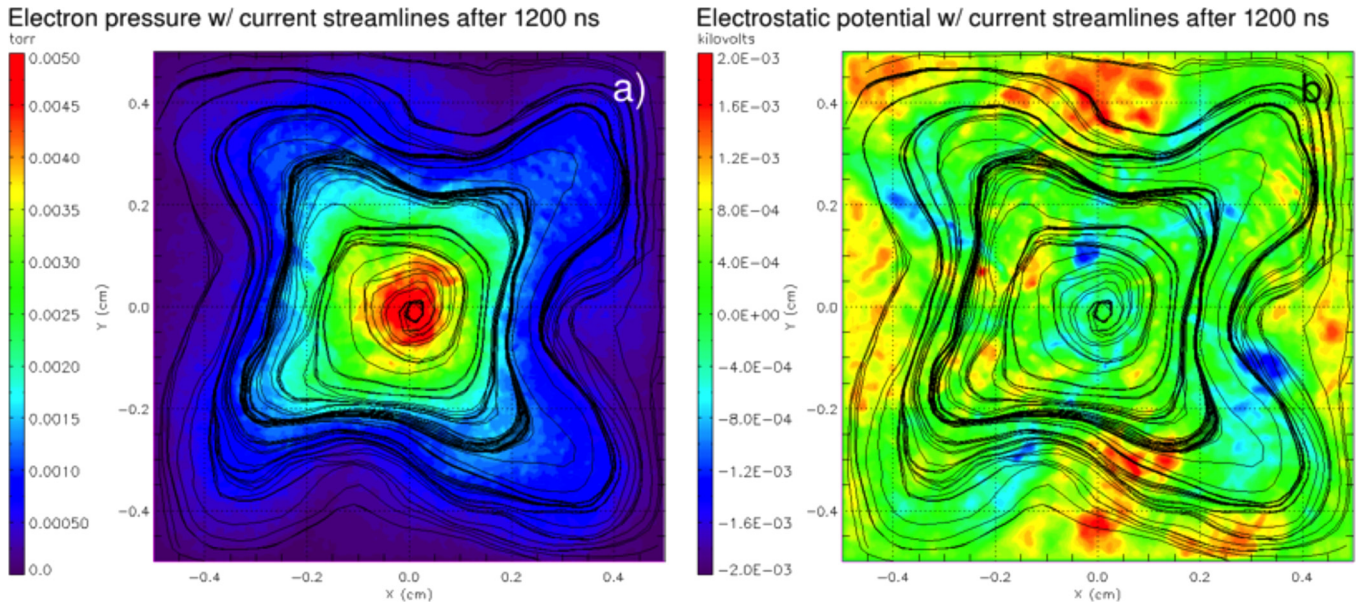 Electron pressure w/ current streamlines after 1200 ns
torr
0.0050
0.0045
0.0040
0.0035
0.0030
0.0025
0.0020
0.0015
0.0010
0.00050
0.0
a)
0.4
0.2
0.0
−0.2
−0.4
Y (cm)
−0.4 −0.2 0.0 0.2 0.4
X (cm)
Electrostatic potential w/ current streamlines after 1200 ns
kilovolts
2.0E−03
1.6E−03
1.2E−03
8.0E−04
4.0E−04
0.0E+00
−4.0E−04
−8.0E−04
−1.2E−03
−1.6E−03
−2.0E−03
b)
0.4
0.2
0.0
−0.2
−0.4
Y (cm)
−0.4 −0.2 0.0 0.2 0.4
X (cm)